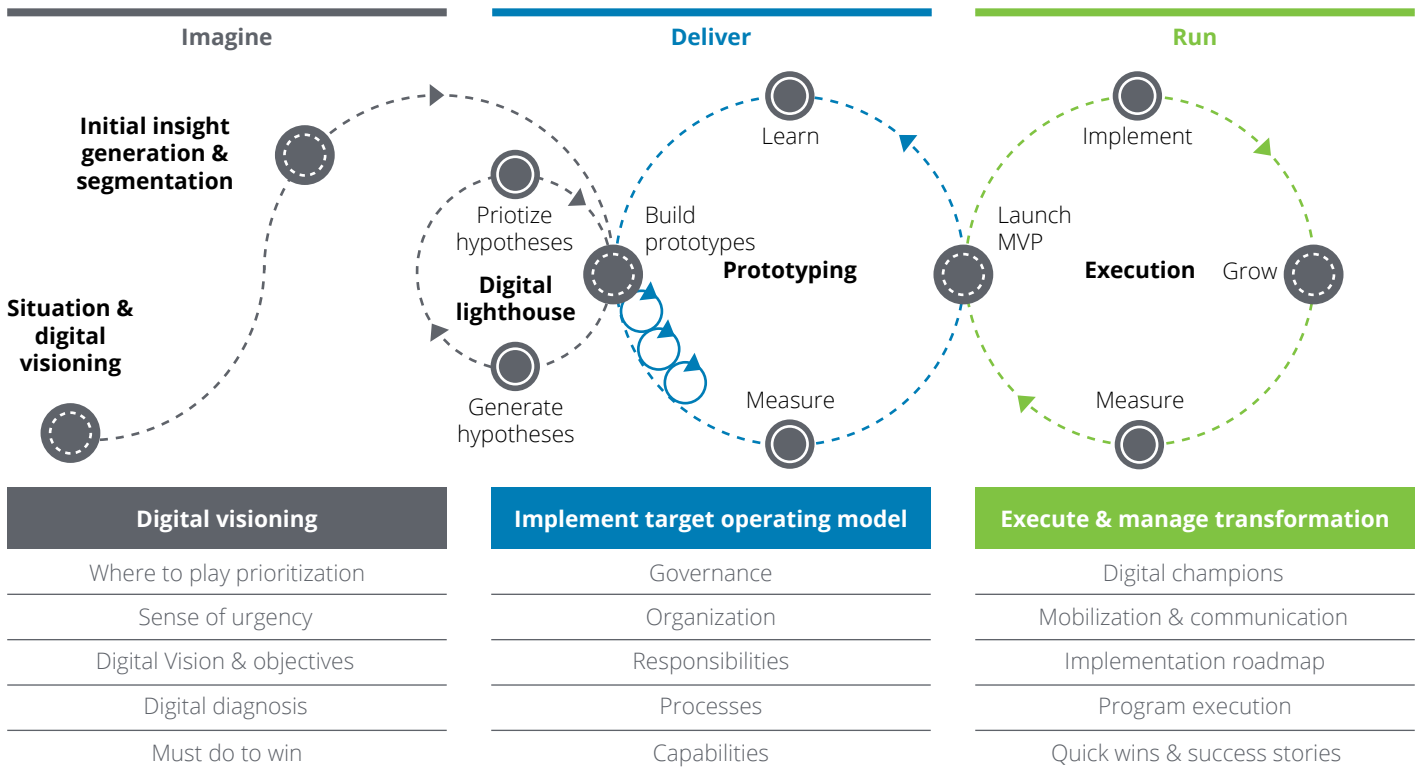 Imagine
Deliver
Run
Initial insight
generation &
segmentation
Situation &
digital
visioning
Priotize
hypotheses
Digital
lighthouse
Generate
hypotheses
Learn
Build
prototypes
Prototyping
Measure
Implement
Launch
MVP
Execution
Grow
Measure
Digital visioning
Where to play prioritization
Sense of urgency
Digital Vision & objectives
Digital diagnosis
Must do to win
Implement target operating model
Governance
Organization
Responsibilities
Processes
Capabilities
Execute & manage transformation
Digital champions
Mobilization & communication
Implementation roadmap
Program execution
Quick wins & success stories